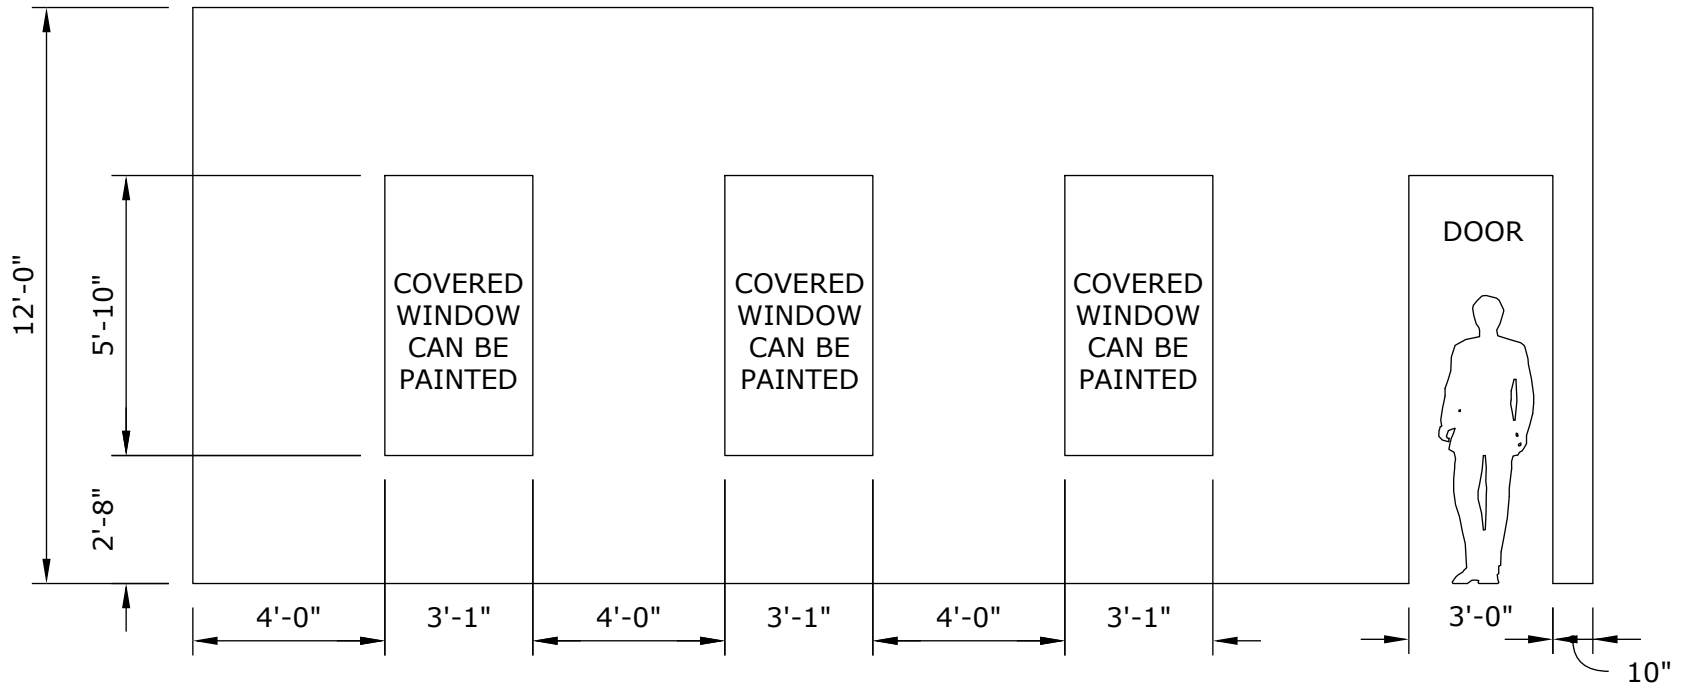 12'-0"
5'-10"
2'-8"
COVERED
WINDOW
CAN BE
PAINTED
COVERED
WINDOW
CAN BE
PAINTED
COVERED
WINDOW
CAN BE
PAINTED
DOOR
4'-0"
3'-1"
4'-0"
3'-1"
4'-0"
3'-1"
3'-0"
10"